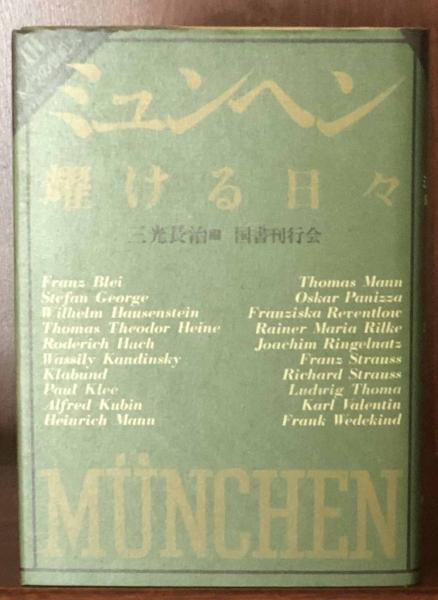 ミュンヘン
耀ける日々
三光長治編 国書刊行会
Franz Blei
Stefan George
Wilhelm Hausenstein
Thomas Theodor Heine
Roderich Huch
Wassily Kandinsky
Klabund
Paul Klee
Alfred Kubin
Heinrich Mann
Thomas Mann
Oskar Panizza
Franziska Reventlow
Rainer Maria Rilke
Joachim Ringelnatz
Franz Strauss
Richard Strauss
Ludwig Thoma
Karl Valentin
Frank Wedekind
MÜNCHEN